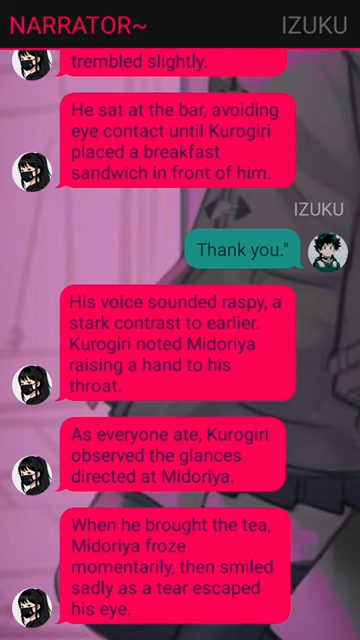 NARRATOR~ IZUKU
trembled slightly.
He sat at the bar, avoiding
eye contact until Kurogiri
placed a breakfast
sandwich in front of him.
IZUKU
Thank you."
His voice sounded raspy, a
stark contrast to earlier.
Kurogiri noted Midoriya
raising a hand to his
throat.
As everyone ate, Kurogiri
observed the glances
directed at Midoriya.
When he brought the tea,
Midoriya froze
momentarily, then smiled
sadly as a tear escaped
his eye.